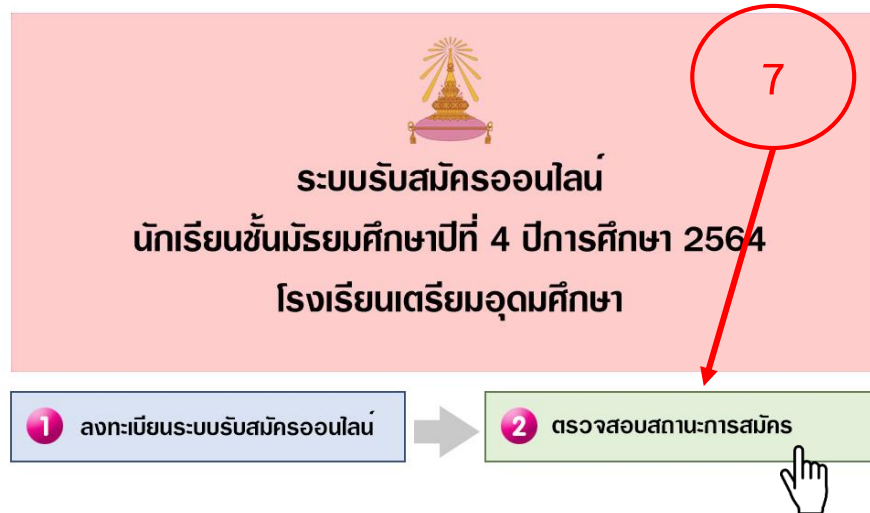 7
ระบบรับสมัครออนไลน์
นักเรียนชั้นมัธยมศึกษาปีที่ 4 ปีการศึกษา 2564
โรงเรียนเตรียมอุดมศึกษา
1 ลงทะเบียนระบบรับสมัครออนไลน์
2 ตรวจสอบสถานะการสมัคร